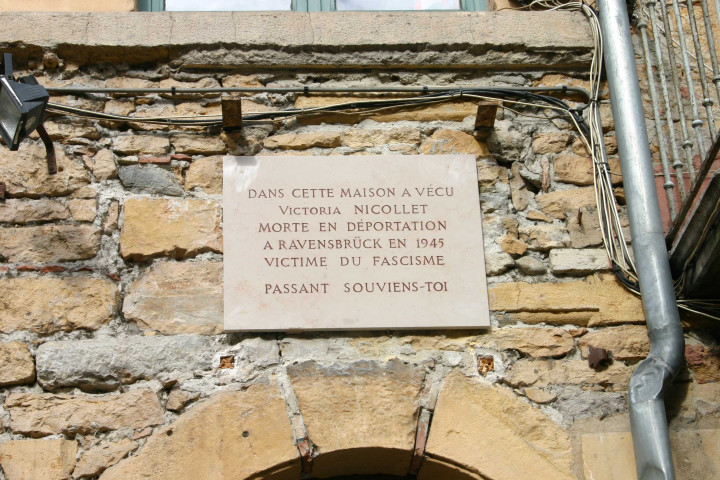 DANS CETTE MAISON A VÉCU
VICTORIA NICOLLET
MORTE EN DÉPORTATION
A RAVENSBRÜCK EN 1945
VICTIME DU FASCISME
PASSANT SOUVIENS-TOI